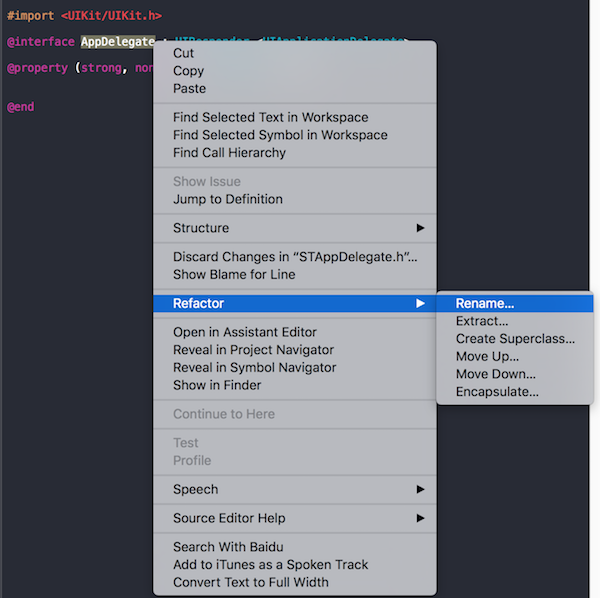 #import <UIKit/UIKit.h>
@interface AppDelegate : UIResponder <UIApplicationDelegate>
@property (strong, non
@end
Cut
Copy
Paste
Find Selected Text in Workspace
Find Selected Symbol in Workspace
Find Call Hierarchy
Show Issue
Jump to Definition
Structure
Discard Changes in “STAppDelegate.h”...
Show Blame for Line
Refactor
Open in Assistant Editor
Reveal in Project Navigator
Reveal in Symbol Navigator
Show in Finder
Continue to Here
Test
Profile
Speech
Source Editor Help
Search With Baidu
Add to iTunes as a Spoken Track
Convert Text to Full Width
Rename...
Extract...
Create Superclass...
Move Up...
Move Down...
Encapsulate...